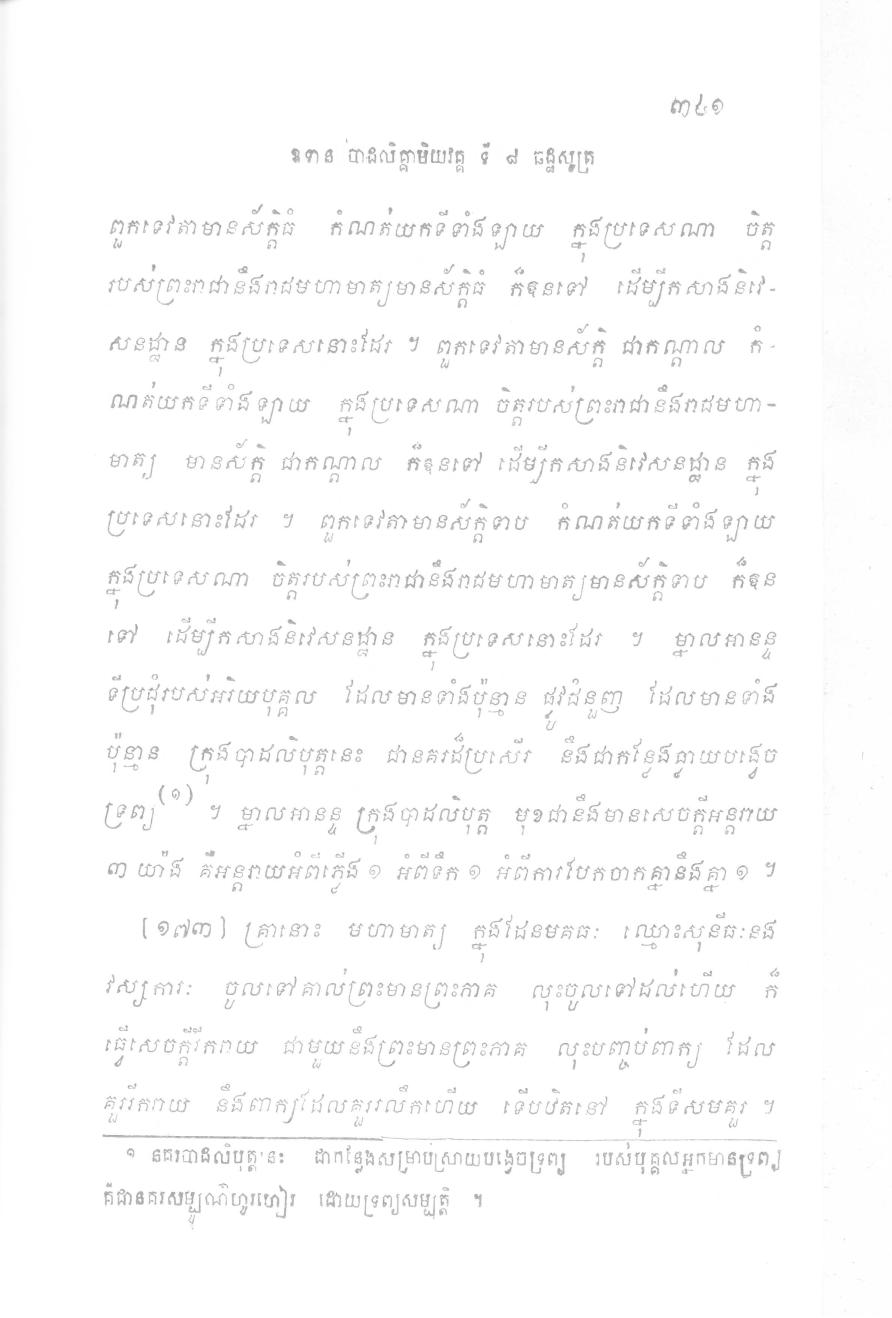 ៣៤១
ឧទាន បាដលិគ្គាមិយវគ្គ ទី ៨ ឆដ្ឋសូត្រ
ពួកទេវតាមានស័ក្តិធំ កំណត់យកទីទាំងឡាយ ក្នុងប្រទេសណា ចិត្ត
របស់ព្រះរាជានឹងរាជមហាមាត្យមានស័ក្តិធំ ក៏ឱនទៅ ដើម្បីកសាងនិវេ-
សនដ្ឋាន ក្នុងប្រទេសនោះដែរ ។ ពួកទេវតាមានស័ក្តិ ជាកណ្តាល កំ-
ណត់យកទីទាំងឡាយ ក្នុងប្រទេសណា ចិត្តរបស់ព្រះរាជានឹងរាជមហា-
មាត្យ មានស័ក្តិ ជាកណ្តាល ក៏ឱនទៅ ដើម្បីកសាងនិវេសនដ្ឋាន ក្នុង
ប្រទេសនោះដែរ ។ ពួកទេវតាមានស័ក្តិទាប កំណត់យកទីទាំងឡាយ
ក្នុងប្រទេសណា ចិត្តរបស់ព្រះរាជានឹងរាជមហាមាត្យមានស័ក្តិទាប ក៏ឱន
ទៅ ដើម្បីកសាងនិវេសនដ្ឋាន ក្នុងប្រទេសនោះដែរ ។ ម្នាលអានន្ទ
ទីប្រជុំរបស់អរិយបុគ្គល ដែលមានទាំងប៉ុន្មាន ផ្លូវជំនួញ ដែលមានទាំង
ប៉ុន្មាន ក្រុងបាដលិបុត្តនេះ ជានគរដ៏ប្រសើរ នឹងជាកន្លែងធ្លាយបង្វេច
ទ្រព្យ(១) ។ ម្នាលអានន្ទ ក្រុងបាដលិបុត្ត មុខជានឹងមានសេចក្តីអន្តរាយ
៣ យ៉ាង គឺអន្តរាយអំពីភ្លើង ១ អំពីទឹក ១ អំពីការបែកចាកគ្នានឹងគ្នា ១ ។
[១៧៣] គ្រានោះ មហាមាត្យ ក្នុងដែនមគធៈ ឈ្មោះសុនីធៈនង
វស្សការៈ ចូលទៅគាល់ព្រះមានព្រះភាគ លុះចូលទៅដល់ហើយ ក៏
ធ្វើសេចក្តីរីករាយ ជាមួយនឹងព្រះមានព្រះភាគ លុះបញ្ចប់ពាក្យ ដែល
គួររីករាយ នឹងពាក្យដែលគួររលឹកហើយ ទើបឋិតនៅ ក្នុងទីសមគួរ ។
១ នគរបាដលិបុត្តនេះ ជាកន្លែងសម្រាប់ស្រាយបង្វេចទ្រព្យ របស់បុគ្គលអ្នកមានទ្រព្យ
គឺជានគរសម្បូណ៌ហូរហៀរ ដោយទ្រព្យសម្បត្តិ ។